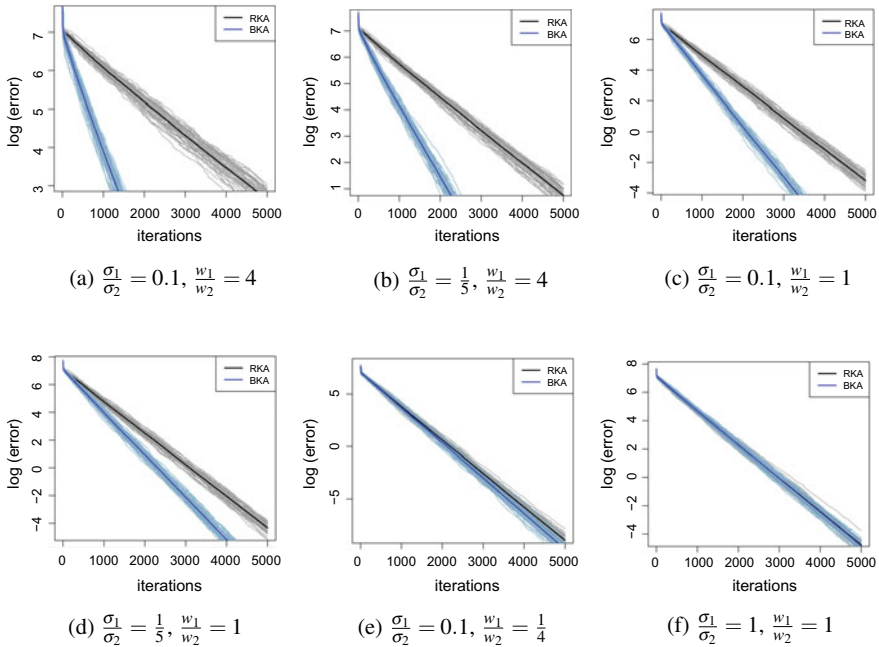 RKA
BKA
log (error)
7
6
5
4
3
0 1000 2000 3000 4000 5000
iterations
(a) σ₁/σ₂ = 0.1, w₁/w₂ = 4
RKA
BKA
log (error)
7
6
5
4
3
2
1
0 1000 2000 3000 4000 5000
iterations
(b) σ₁/σ₂ = 1/5, w₁/w₂ = 4
RKA
BKA
log (error)
6
4
2
0
−2
−4
0 1000 2000 3000 4000 5000
iterations
(c) σ₁/σ₂ = 0.1, w₁/w₂ = 1
RKA
BKA
log (error)
8
6
4
2
0
−2
−4
0 1000 2000 3000 4000 5000
iterations
(d) σ₁/σ₂ = 1/5, w₁/w₂ = 1
RKA
BKA
log (error)
5
0
−5
0 1000 2000 3000 4000 5000
iterations
(e) σ₁/σ₂ = 0.1, w₁/w₂ = 1/4
RKA
BKA
log (error)
8
6
4
2
0
−2
−4
0 1000 2000 3000 4000 5000
iterations
(f) σ₁/σ₂ = 1, w₁/w₂ = 1